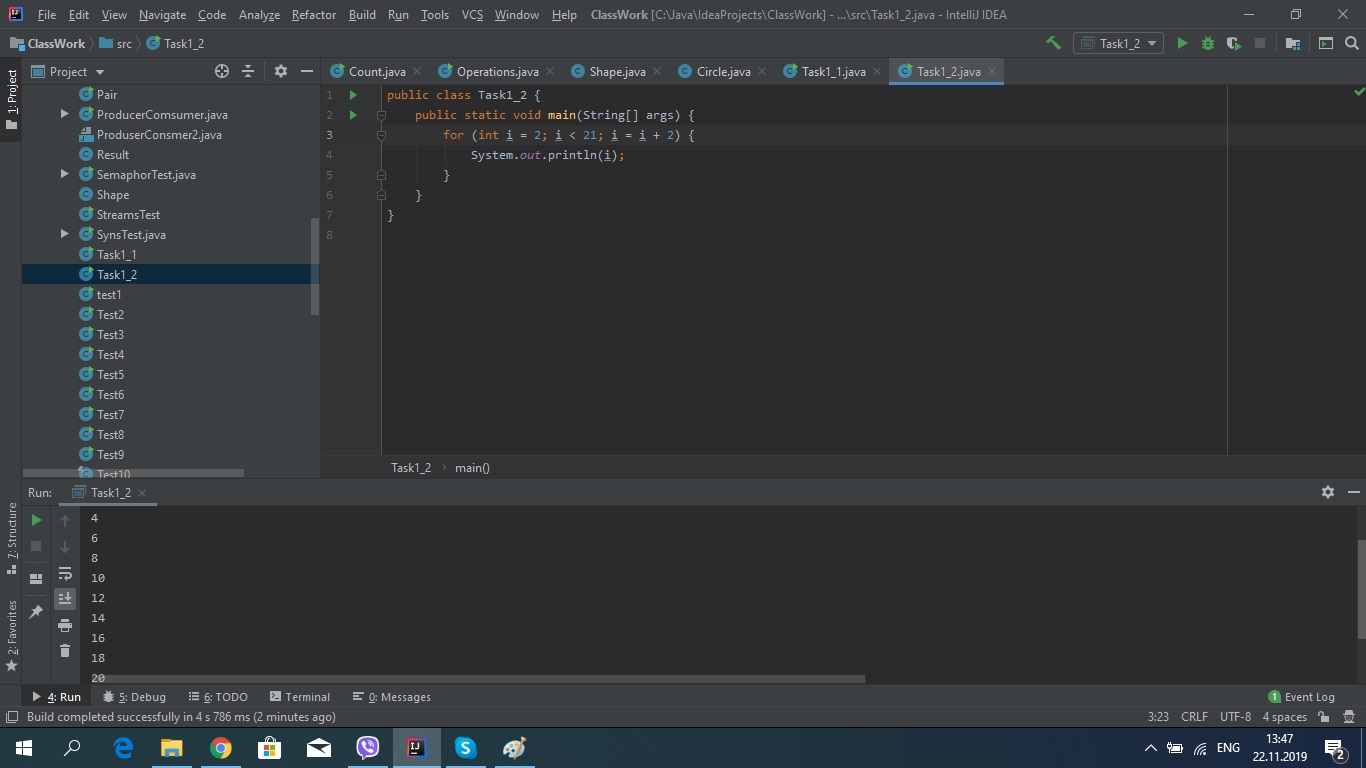 File Edit View Navigate Code Analyze Refactor Build Run Tools VCS Window Help ClassWork [C:\Java\IdeaProjects\ClassWork] - ...\src\Task1_2.java - IntelliJ IDEA
ClassWork src Task1_2 Task1_2
1: Project
Project
Count.java Operations.java Shape.java Circle.java Task1_1.java Task1_2.java
Pair
ProducerComsumer.java
ProduserConsmer2.java
Result
SemaphorTest.java
Shape
StreamsTest
SynsTest.java
Task1_1
Task1_2
test1
Test2
Test3
Test4
Test5
Test6
Test7
Test8
Test9
Test10
1 public class Task1_2 {
2 public static void main(String[] args) {
3 for (int i = 2; i < 21; i = i + 2) {
4 System.out.println(i);
5 }
6 }
7 }
8
Task1_2 main()
Run: Task1_2
7: Structure
2: Favorites
4
6
8
10
12
14
16
18
20
4: Run 5: Debug 6: TODO Terminal 0: Messages 1 Event Log
Build completed successfully in 4 s 786 ms (2 minutes ago) 3:23 CRLF UTF-8 4 spaces
ENG 13:47
22.11.2019 2